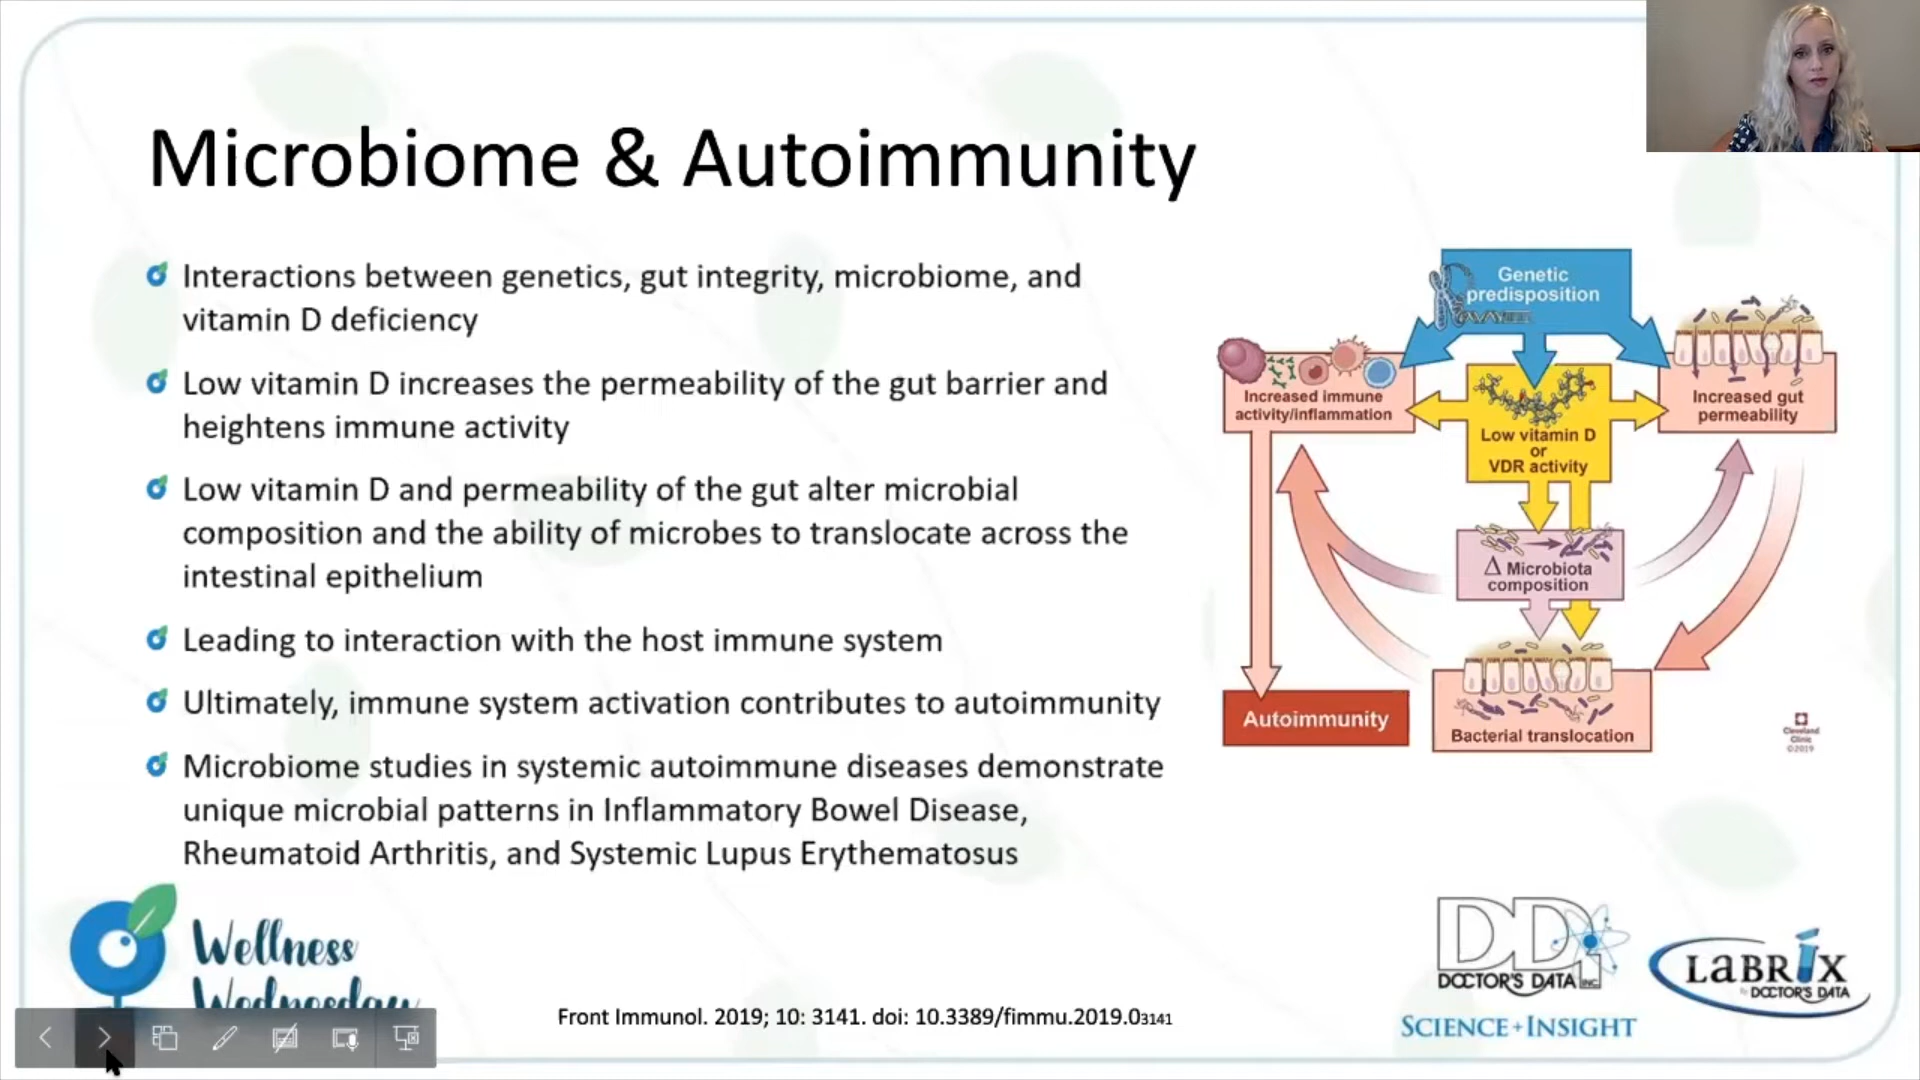 Microbiome & Autoimmunity
Interactions between genetics, gut integrity, microbiome, and
vitamin D deficiency
Low vitamin D increases the permeability of the gut barrier and
heightens immune activity
Low vitamin D and permeability of the gut alter microbial
composition and the ability of microbes to translocate across the
intestinal epithelium
Leading to interaction with the host immune system
Ultimately, immune system activation contributes to autoimmunity
Microbiome studies in systemic autoimmune diseases demonstrate
unique microbial patterns in Inflammatory Bowel Disease,
Rheumatoid Arthritis, and Systemic Lupus Erythematosus
Genetic
predisposition
Increased immune
activity/inflammation
Low vitamin D
or
VDR activity
Increased gut
permeability
Δ Microbiota
composition
Autoimmunity
Bacterial translocation
Cleveland
Clinic
©2019
Wellness
Wednesday
Front Immunol. 2019; 10: 3141. doi: 10.3389/fimmu.2019.03141
DDI
DOCTOR'S DATA INC.
SCIENCE + INSIGHT
LABRIX
by DOCTOR'S DATA